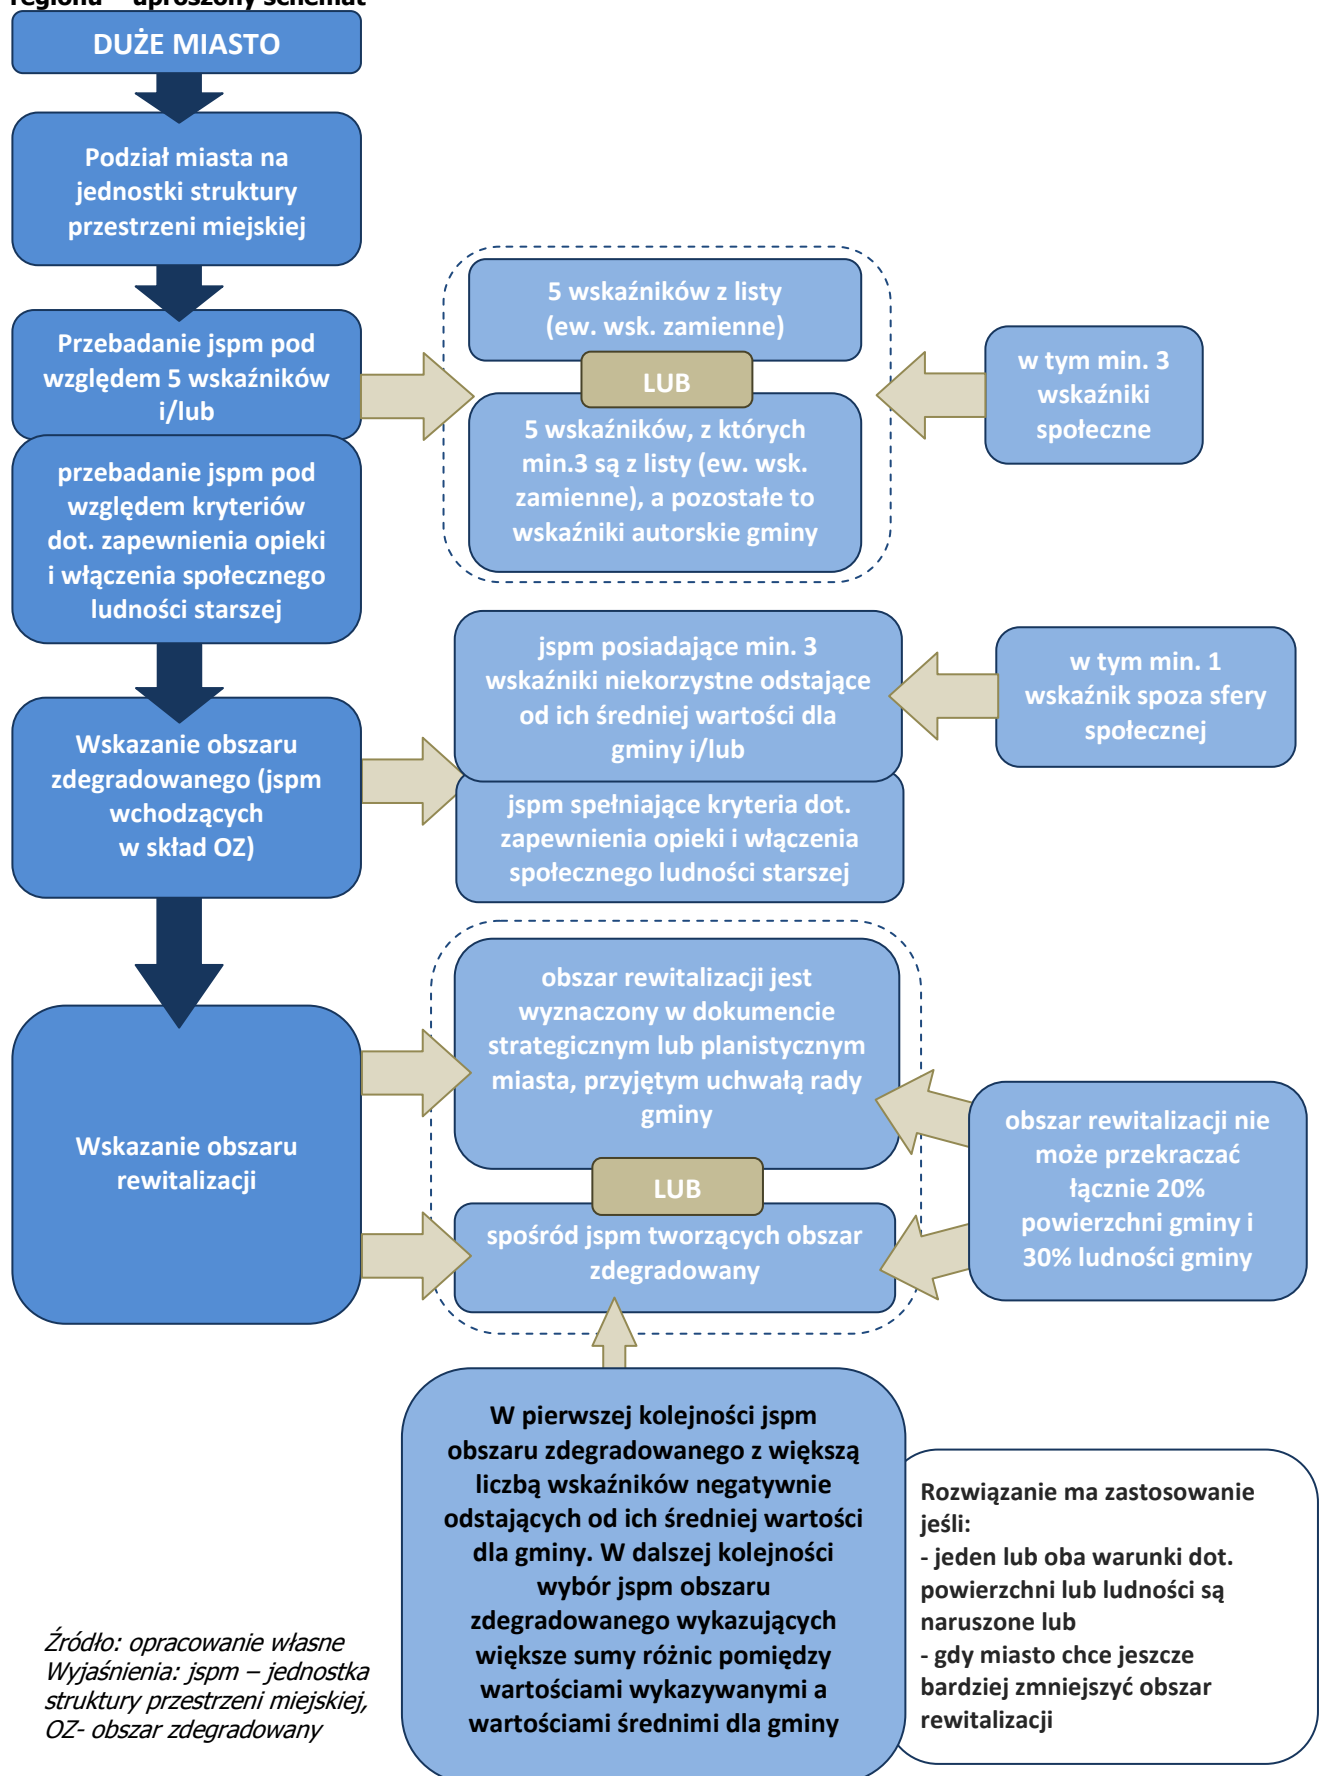 regionu – uproszony schemat
DUŻE MIASTO
Podział miasta na
jednostki struktury
przestrzeni miejskiej
Przebadanie jspm pod
względem 5 wskaźników
i/lub
przebadanie jspm pod
względem kryteriów
dot. zapewnienia opieki
i włączenia społecznego
ludności starszej
5 wskaźników z listy
(ew. wsk. zamienne)
LUB
5 wskaźników, z których
min.3 są z listy (ew. wsk.
zamienne), a pozostałe to
wskaźniki autorskie gminy
w tym min. 3
wskaźniki
społeczne
Wskazanie obszaru
zdegradowanego (jspm
wchodzących
w skład OZ)
jspm posiadające min. 3
wskaźniki niekorzystne odstające
od ich średniej wartości dla
gminy i/lub
jspm spełniające kryteria dot.
zapewnienia opieki i włączenia
społecznego ludności starszej
w tym min. 1
wskaźnik spoza sfery
społecznej
Wskazanie obszaru
rewitalizacji
obszar rewitalizacji jest
wyznaczony w dokumencie
strategicznym lub planistycznym
miasta, przyjętym uchwałą rady
gminy
LUB
spośród jspm tworzących obszar
zdegradowany
obszar rewitalizacji nie
może przekraczać
łącznie 20%
powierzchni gminy i
30% ludności gminy
W pierwszej kolejności jspm
obszaru zdegradowanego z większą
liczbą wskaźników negatywnie
odstających od ich średniej wartości
dla gminy. W dalszej kolejności
wybór jspm obszaru
zdegradowanego wykazujących
większe sumy różnic pomiędzy
wartościami wykazywanymi a
wartościami średnimi dla gminy
Rozwiązanie ma zastosowanie
jeśli:
- jeden lub oba warunki dot.
powierzchni lub ludności są
naruszone lub
- gdy miasto chce jeszcze
bardziej zmniejszyć obszar
rewitalizacji
Źródło: opracowanie własne
Wyjaśnienia: jspm – jednostka
struktury przestrzeni miejskiej,
OZ- obszar zdegradowany